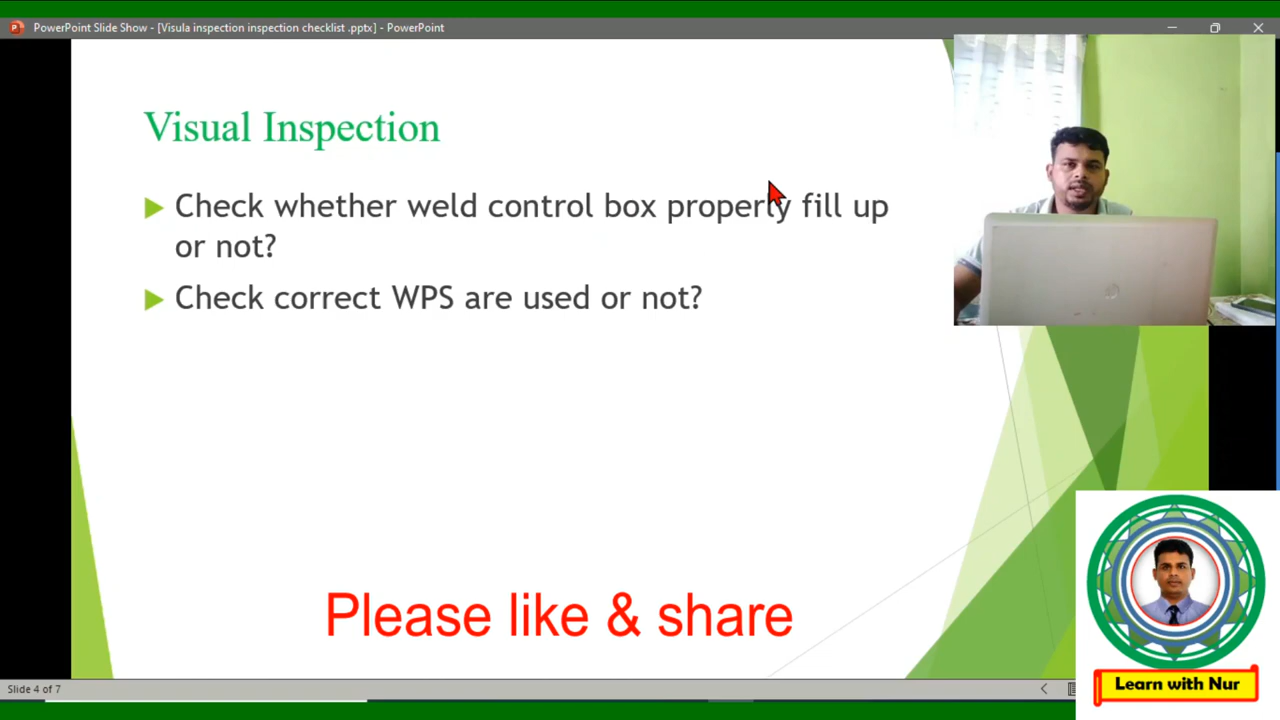 PowerPoint Slide Show - [Visula inspection inspection checklist .pptx] - PowerPoint
Visual Inspection
Check whether weld control box properly fill up
or not?
Check correct WPS are used or not?
Please like & share
Learn with Nur
Slide 4 of 7